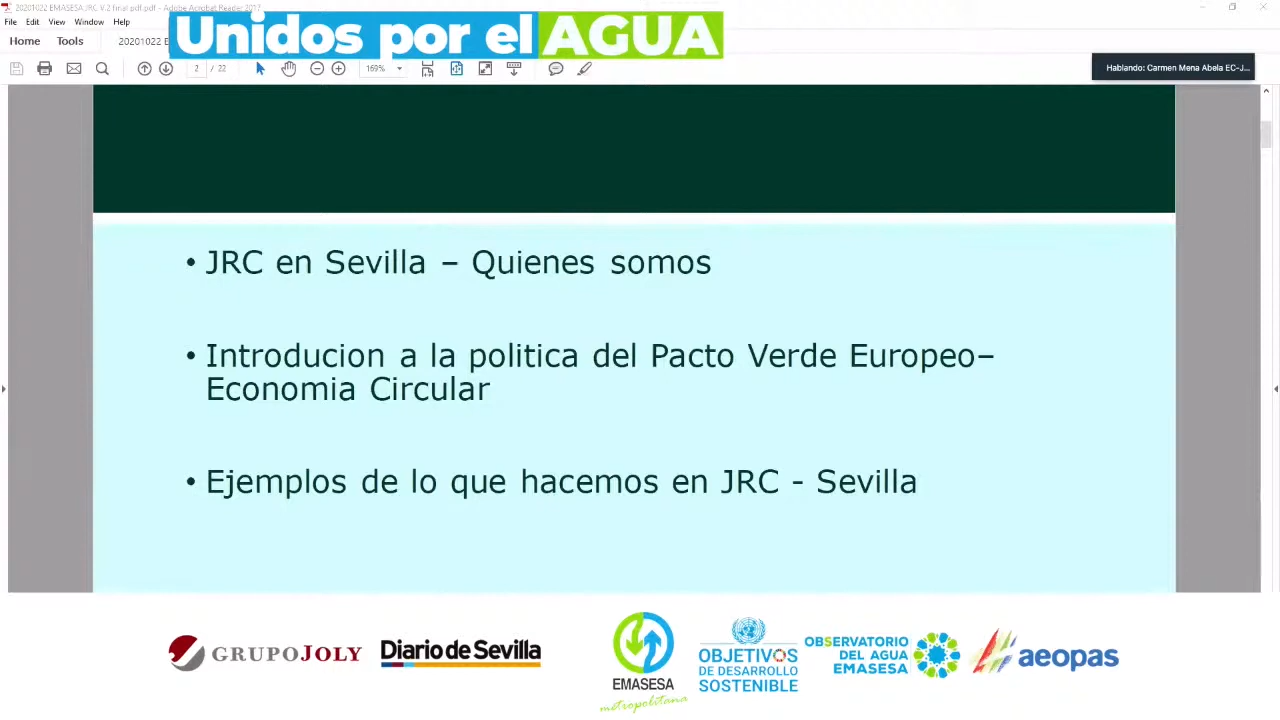 20201022 EMASESA JRC V.2 final pdf.pdf - Adobe Acrobat Reader 2017
File Edit View Window Help
Unidos por el AGUA
Home Tools 20201022 E
2 / 22 169%
Hablando: Carmen Mena Abela EC-J...
• JRC en Sevilla – Quienes somos
• Introducion a la politica del Pacto Verde Europeo–
Economia Circular
• Ejemplos de lo que hacemos en JRC - Sevilla
GRUPOJOLY
Diario de Sevilla
EMASESA
metropolitana
OBJETIVOS
DE DESARROLLO
SOSTENIBLE
OBSERVATORIO
DEL AGUA
EMASESA
aeopas